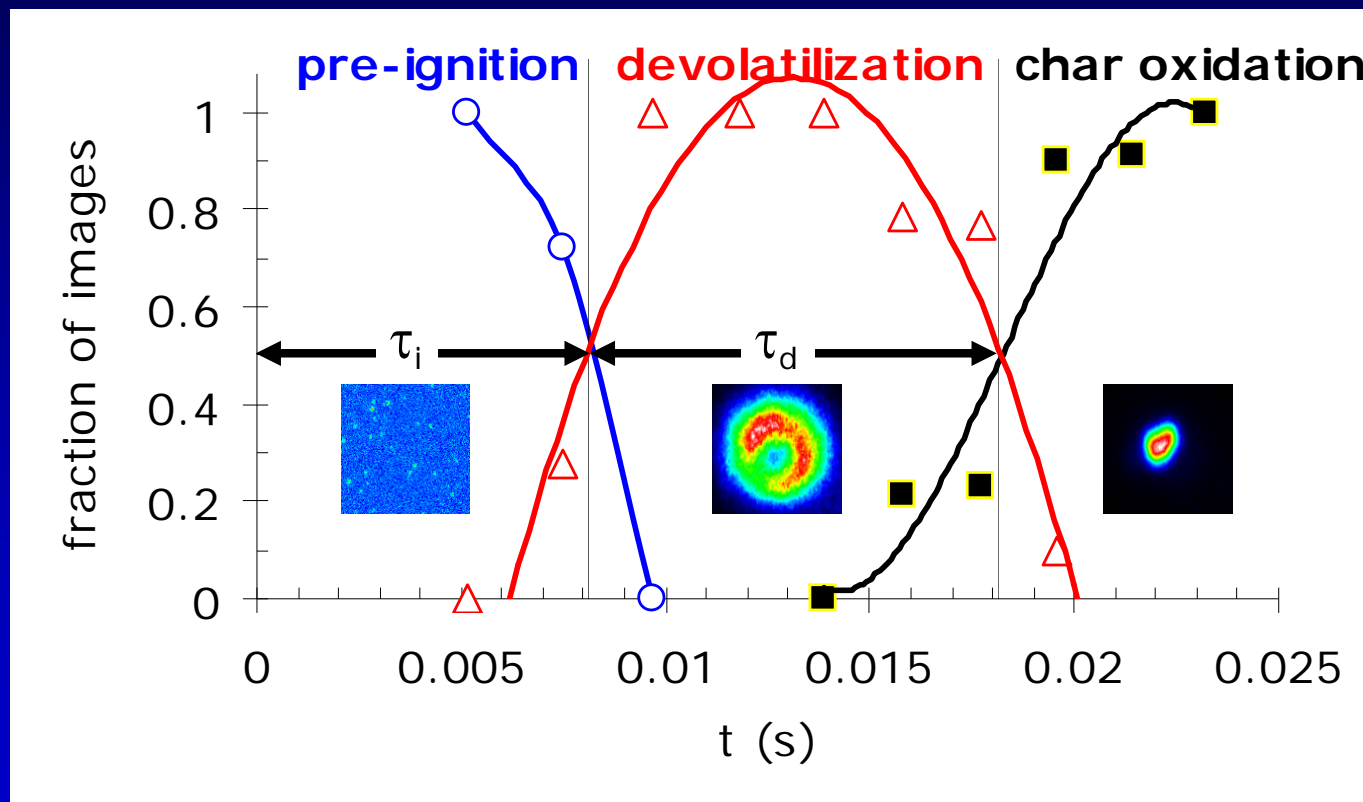 pre-ignition devolatilization char oxidation
fraction of images
1
0.8
0.6
0.4
0.2
0
τi
τd
0 0.005 0.01 0.015 0.02 0.025
t (s)